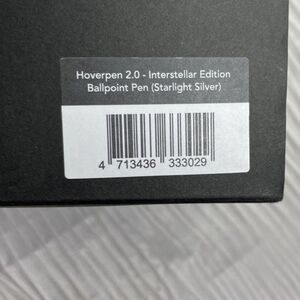 Hoverpen 2.0 - Interstellar Edition
Ballpoint Pen (Starlight Silver)
4 713436 333029